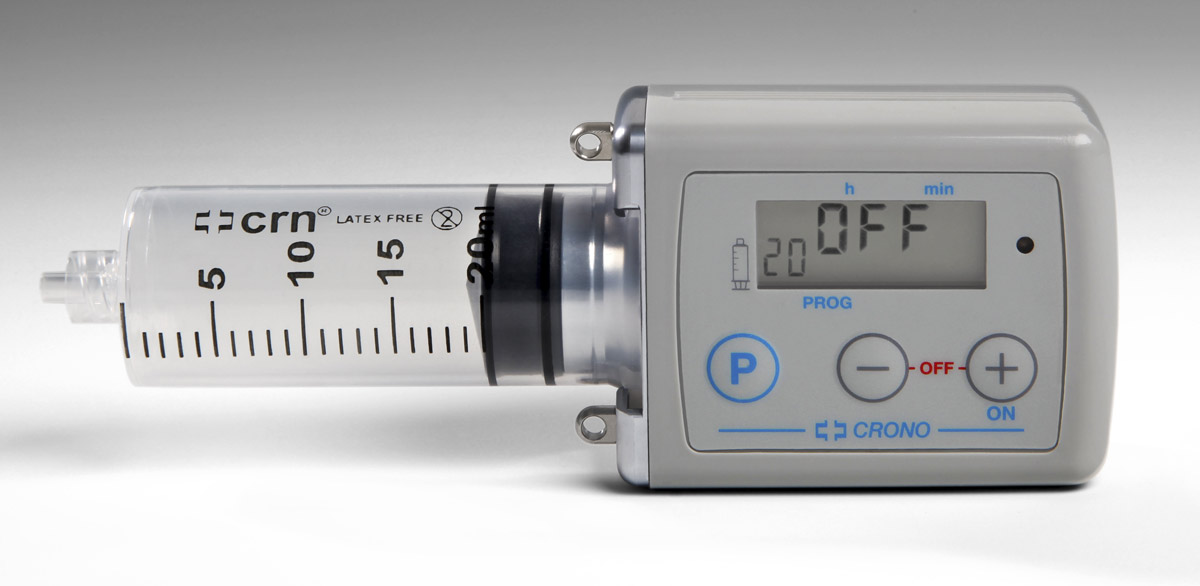 crn® LATEX FREE
5 10 15 20ml
h min
20 OFF
PROG
P − OFF +
ON
CRONO